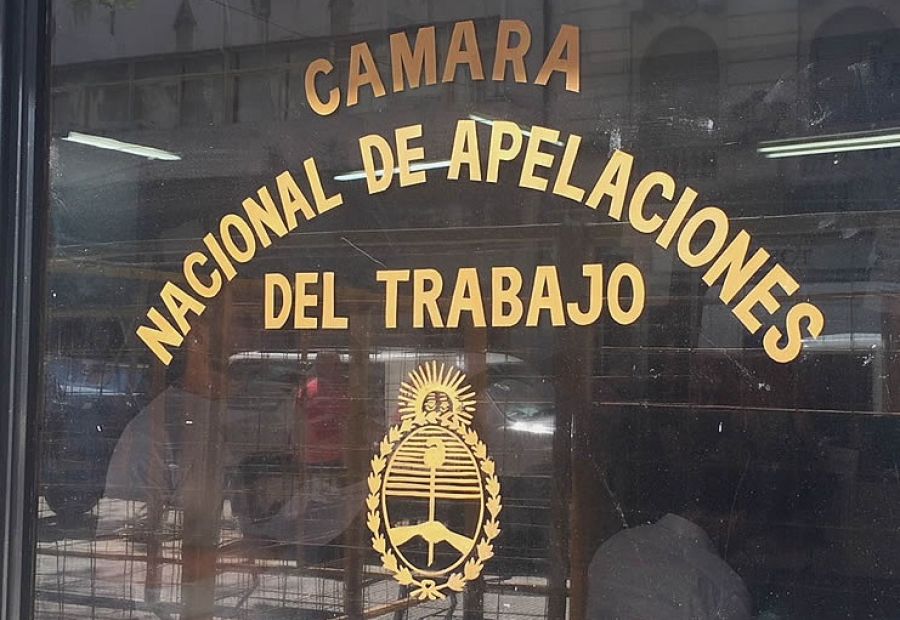 CAMARA
NACIONAL DE APELACIONES
DEL TRABAJO